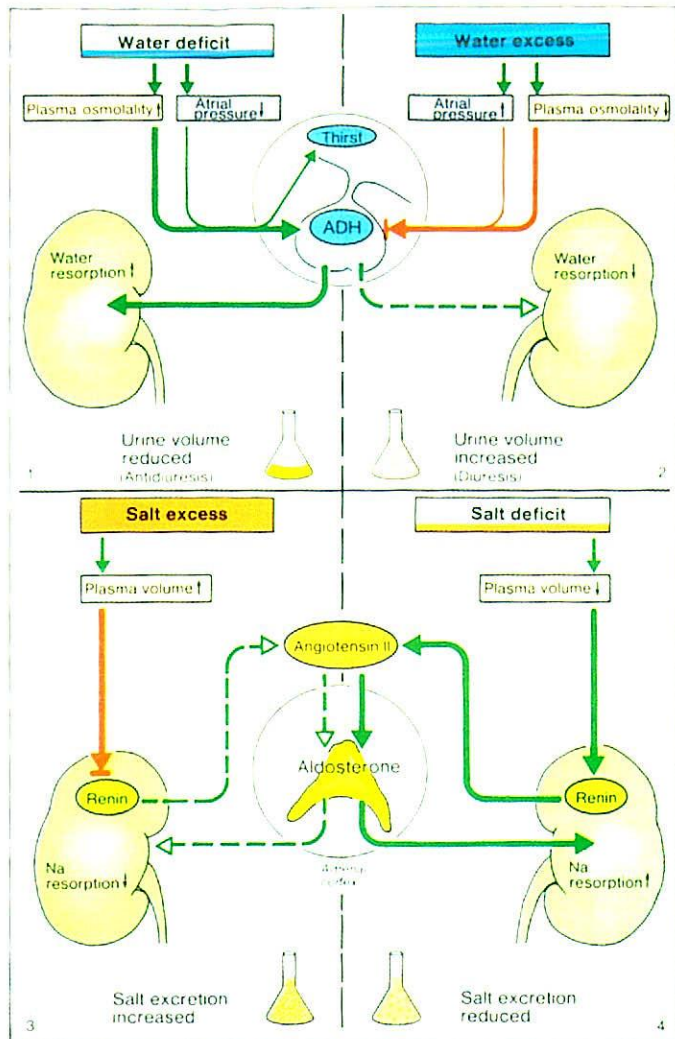 Water deficit
Plasma osmolality↑
Atrial
pressure↓
Water excess
Atrial
pressure↑
Plasma osmolality↓
Thirst
ADH
Water
resorption↑
Water
resorption↓
Urine volume
reduced
(Antidiuresis)
1
Urine volume
increased
(Diuresis)
2
Salt excess
Plasma volume↑
Salt deficit
Plasma volume↓
Angiotensin II
Aldosterone
Renin
Renin
Na
resorption↓
Na
resorption↑
cortex
Salt excretion
increased
3
Salt excretion
reduced
4